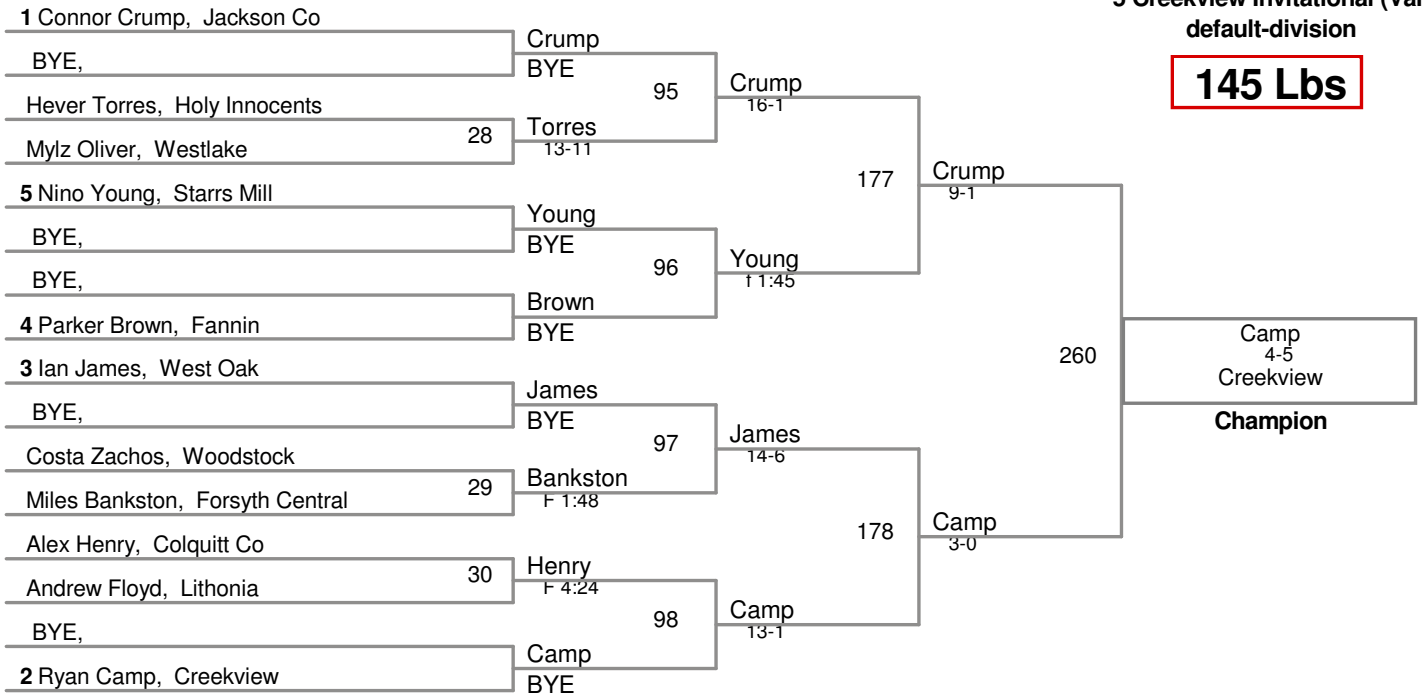 5 Creekview Invitational (Var
default-division
145 Lbs
1 Connor Crump, Jackson Co
BYE,
Hever Torres, Holy Innocents
Mylz Oliver, Westlake
5 Nino Young, Starrs Mill
BYE,
BYE,
4 Parker Brown, Fannin
3 Ian James, West Oak
BYE,
Costa Zachos, Woodstock
Miles Bankston, Forsyth Central
Alex Henry, Colquitt Co
Andrew Floyd, Lithonia
BYE,
2 Ryan Camp, Creekview
28
29
30
Crump
BYE
Torres
13-11
Young
BYE
Brown
BYE
James
BYE
Bankston
F 1:48
Henry
F 4:24
Camp
BYE
95
96
97
98
Crump
16-1
Young
f 1:45
James
14-6
Camp
13-1
177
178
Crump
9-1
Camp
3-0
260
Camp
4-5
Creekview
Champion